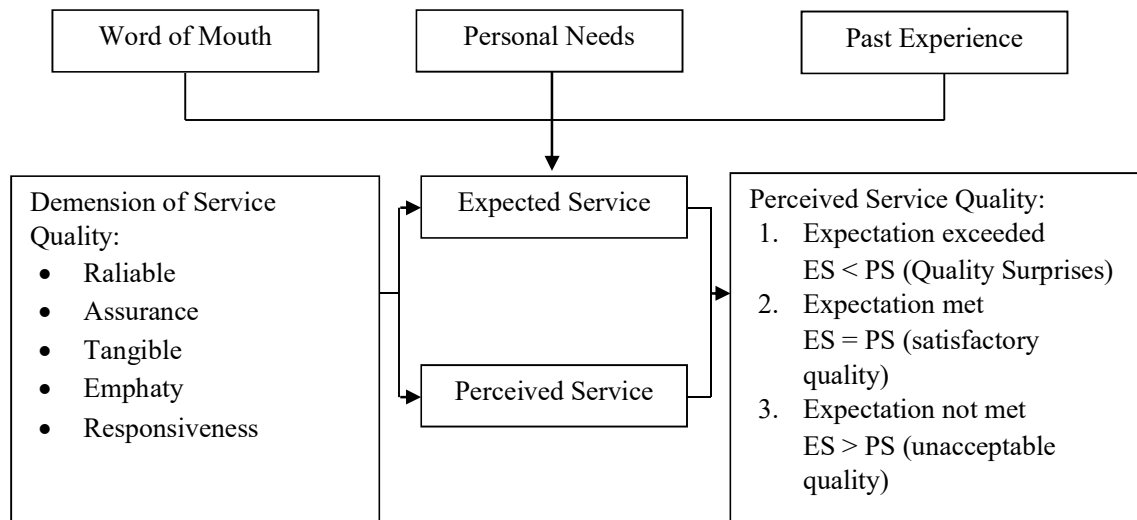 Word of Mouth
Personal Needs
Past Experience
Demension of Service
Quality:
• Raliable
• Assurance
• Tangible
• Emphaty
• Responsiveness
Expected Service
Perceived Service
Perceived Service Quality:
1. Expectation exceeded
ES < PS (Quality Surprises)
2. Expectation met
ES = PS (satisfactory
quality)
3. Expectation not met
ES > PS (unacceptable
quality)